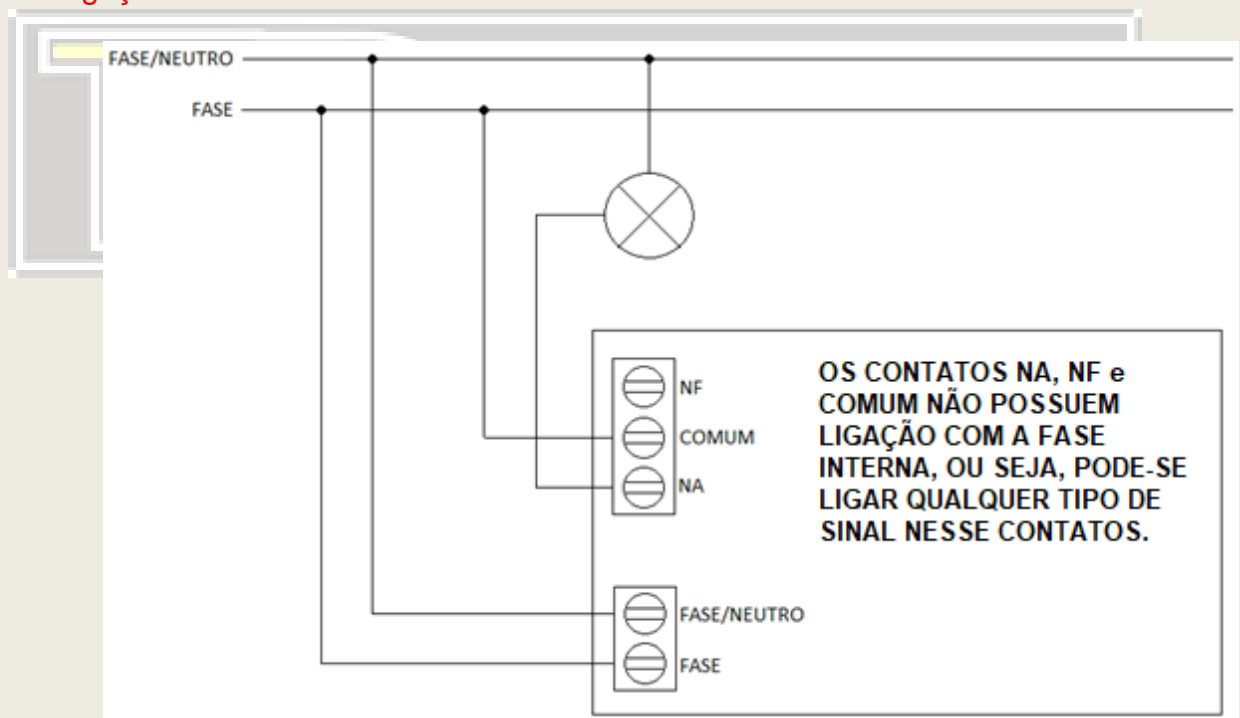 FASE/NEUTRO
FASE
NF
COMUM
NA
OS CONTATOS NA, NF e
COMUM NÃO POSSUEM
LIGAÇÃO COM A FASE
INTERNA, OU SEJA, PODE-SE
LIGAR QUALQUER TIPO DE
SINAL NESSE CONTATOS.
FASE/NEUTRO
FASE